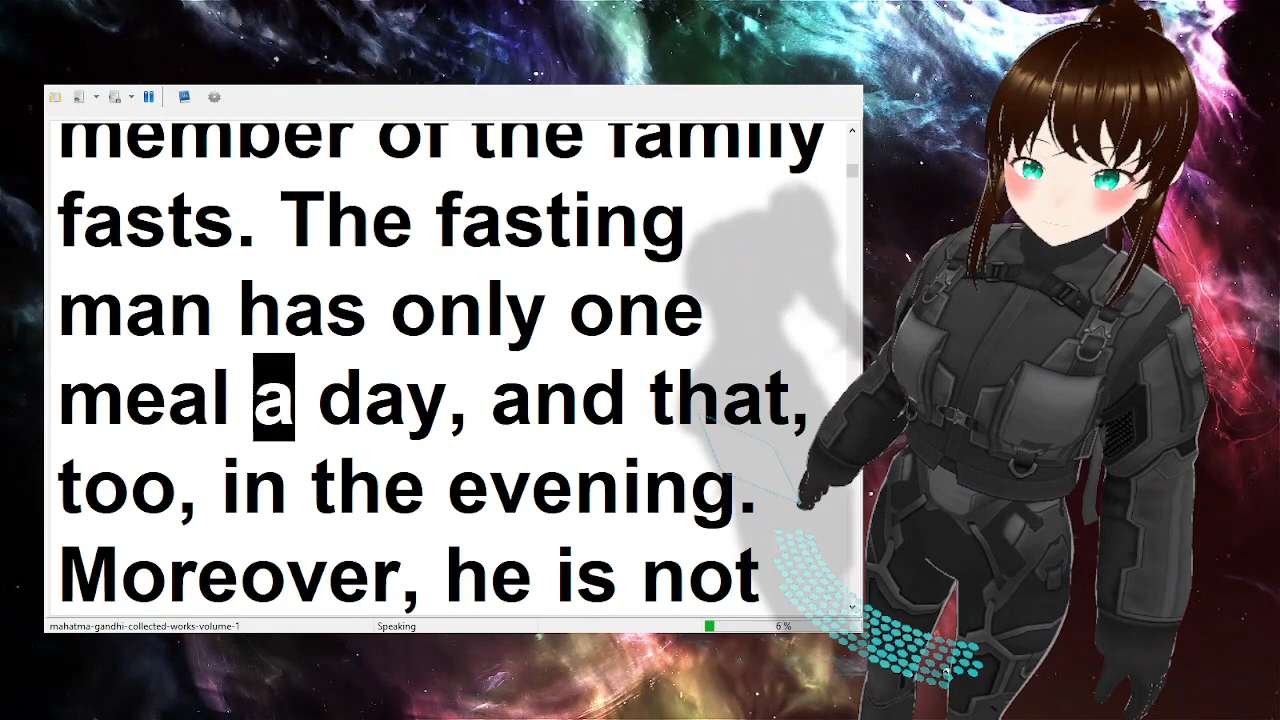 member of the family
fasts. The fasting
man has only one
meal a day, and that,
too, in the evening.
Moreover, he is not
mahatma-gandhi-collected-works-volume-1
Speaking
6 %